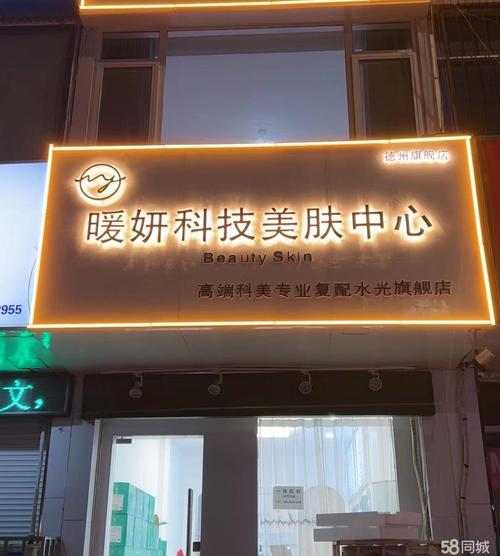 德州旗舰店
暖妍科技美肤中心
Beauty Skin
高端科美专业复配水光旗舰店
2955
文,
58同城